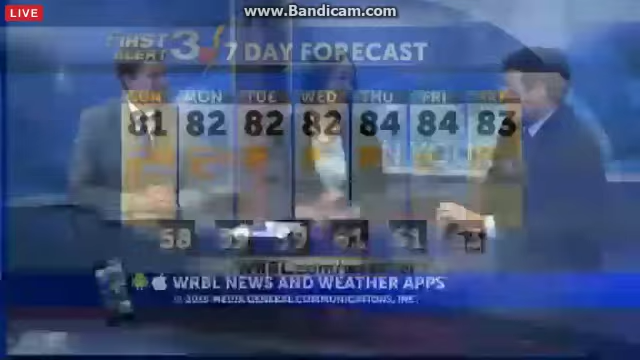 LIVE
www.Bandicam.com
FIRST ALERT 3 7 DAY FORECAST
SUN MON TUE WED THU FRI
81 82 82 82 84 84 83
58 61 61
WRBL NEWS AND WEATHER APPS
MEDIA GENERAL COMMUNICATIONS, INC.